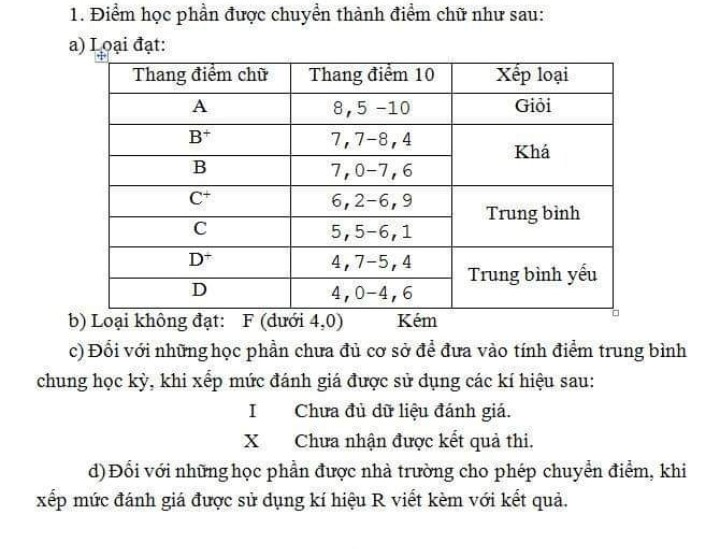 1. Điểm học phần được chuyển thành điểm chữ như sau:
a) Loại đạt:
Thang điểm chữ Thang điểm 10 Xếp loại
A 8,5 -10 Giỏi
B+ 7,7-8,4
Khá
B 7,0-7,6
C+ 6,2-6,9
Trung bình
C 5,5-6,1
D+ 4,7-5,4
Trung bình yếu
D 4,0-4,6
b) Loại không đạt: F (dưới 4,0) Kém
c) Đối với những học phần chưa đủ cơ sở để đưa vào tính điểm trung bình
chung học kỳ, khi xếp mức đánh giá được sử dụng các kí hiệu sau:
I Chưa đủ dữ liệu đánh giá.
X Chưa nhận được kết quả thi.
d) Đối với những học phần được nhà trường cho phép chuyển điểm, khi
xếp mức đánh giá được sử dụng kí hiệu R viết kèm với kết quả.